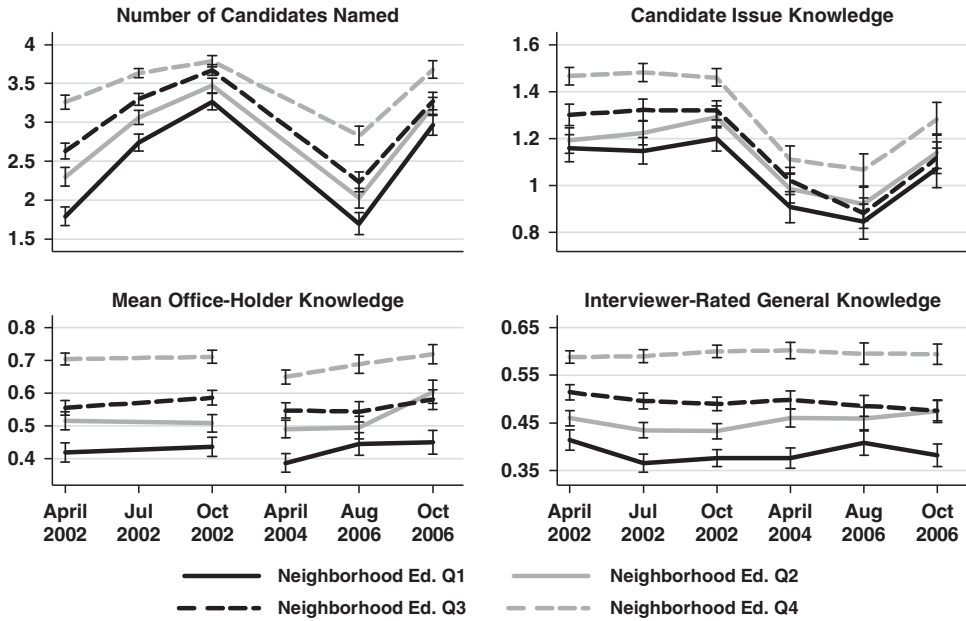 Number of Candidates Named
4
3.5
3
2.5
2
1.5
Candidate Issue Knowledge
1.6
1.4
1.2
1
0.8
Mean Office-Holder Knowledge
0.8
0.7
0.6
0.5
0.4
April Jul Oct April Aug Oct
2002 2002 2002 2004 2006 2006
Interviewer-Rated General Knowledge
0.65
0.55
0.45
0.35
April Jul Oct April Aug Oct
2002 2002 2002 2004 2006 2006
Neighborhood Ed. Q1 Neighborhood Ed. Q2
Neighborhood Ed. Q3 Neighborhood Ed. Q4